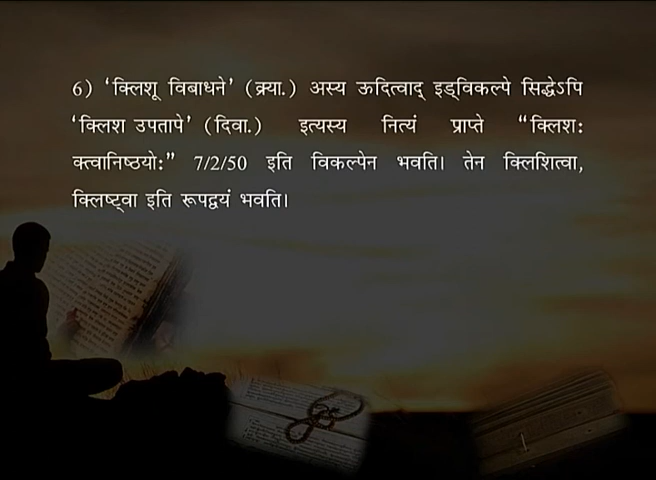 6) ‘क्लिशू विबाधने’ (क्र्या.) अस्य ऊदित्वाद् इड्विकल्पे सिद्धेऽपि
‘क्लिश उपतापे’ (दिवा.) इत्यस्य नित्यं प्राप्ते “क्लिश:
क्त्वानिष्ठयो:” 7/2/50 इति विकल्पेन भवति। तेन क्लिशित्वा,
क्लिष्ट्वा इति रूपद्वयं भवति।